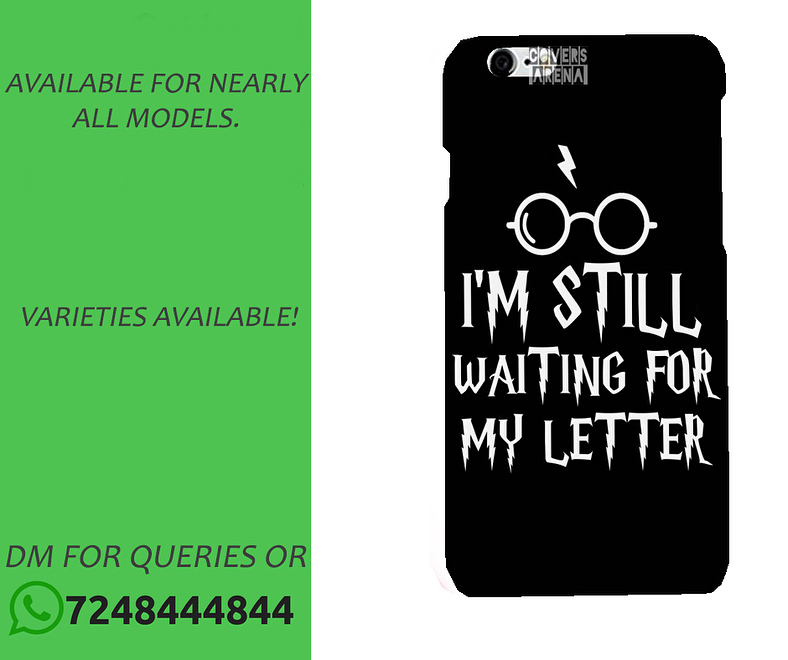 AVAILABLE FOR NEARLY
ALL MODELS.
VARIETIES AVAILABLE!
DM FOR QUERIES OR
7248444844
COVERS
ARENA
I'M STILL
WAITING FOR
MY LETTER